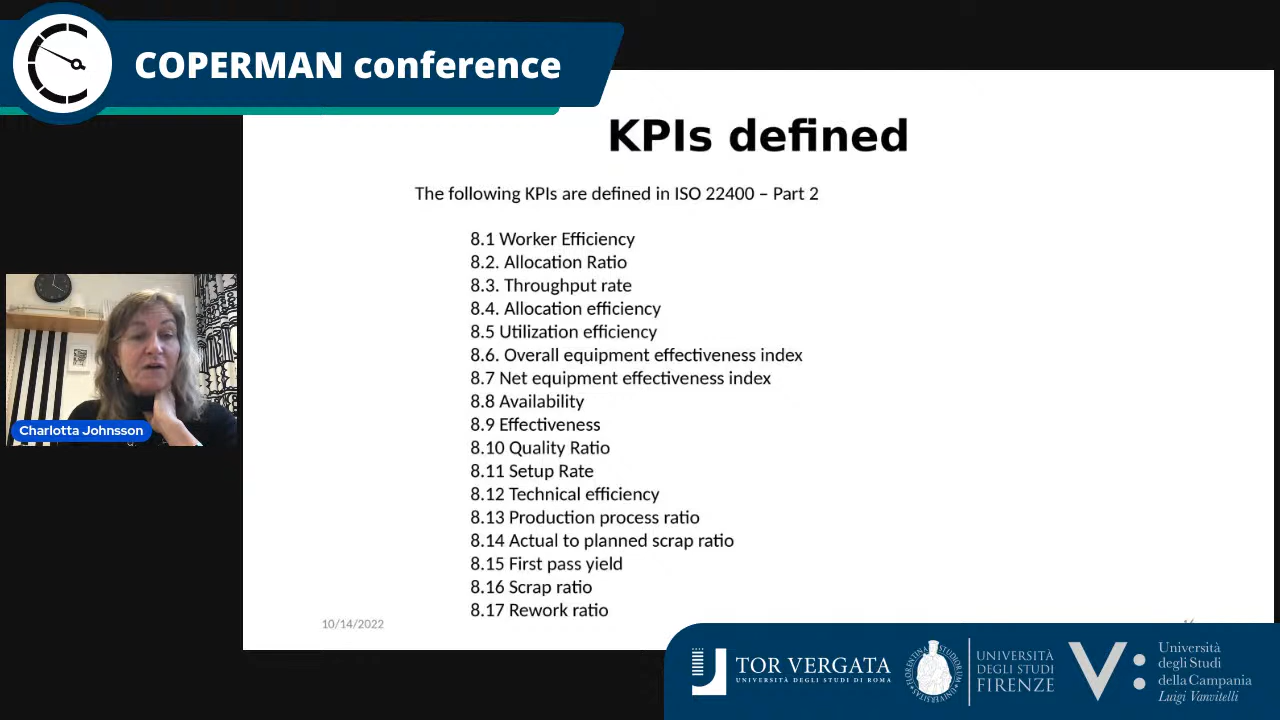 COPERMAN conference
KPIs defined
The following KPIs are defined in ISO 22400 – Part 2
8.1 Worker Efficiency
8.2. Allocation Ratio
8.3. Throughput rate
8.4. Allocation efficiency
8.5 Utilization efficiency
8.6. Overall equipment effectiveness index
8.7 Net equipment effectiveness index
8.8 Availability
8.9 Effectiveness
8.10 Quality Ratio
8.11 Setup Rate
8.12 Technical efficiency
8.13 Production process ratio
8.14 Actual to planned scrap ratio
8.15 First pass yield
8.16 Scrap ratio
8.17 Rework ratio
10/14/2022
Charlotta Johnsson
TOR VERGATA
UNIVERSITÀ DEGLI STUDI DI ROMA
FLORENTINA STUDIORUM UNIVERSITAS
UNIVERSITÀ
DEGLI STUDI
FIRENZE
V:
Università
degli Studi
della Campania
Luigi Vanvitelli